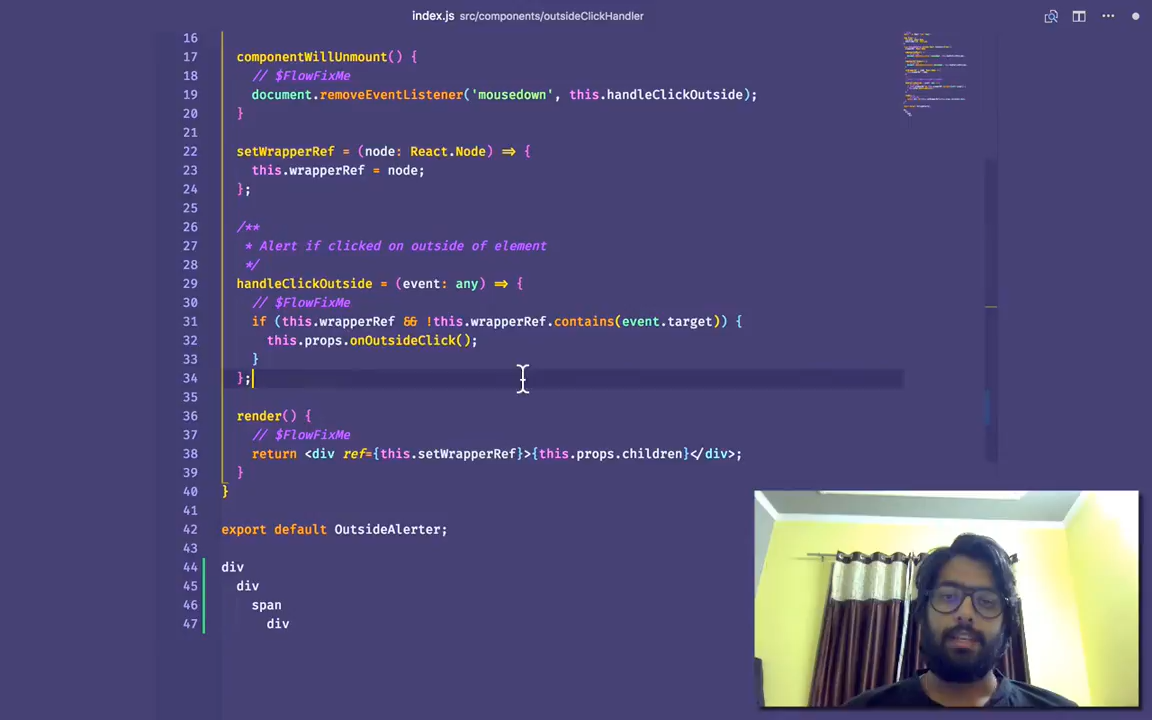 index.js src/components/outsideClickHandler
16
17 componentWillUnmount() {
18 // $FlowFixMe
19 document.removeEventListener('mousedown', this.handleClickOutside);
20 }
21
22 setWrapperRef = (node: React.Node) => {
23 this.wrapperRef = node;
24 };
25
26 /**
27 * Alert if clicked on outside of element
28 */
29 handleClickOutside = (event: any) => {
30 // $FlowFixMe
31 if (this.wrapperRef && !this.wrapperRef.contains(event.target)) {
32 this.props.onOutsideClick();
33 }
34 };
35
36 render() {
37 // $FlowFixMe
38 return <div ref={this.setWrapperRef}>{this.props.children}</div>;
39 }
40 }
41
42 export default OutsideAlerter;
43
44 div
45 div
46 span
47 div